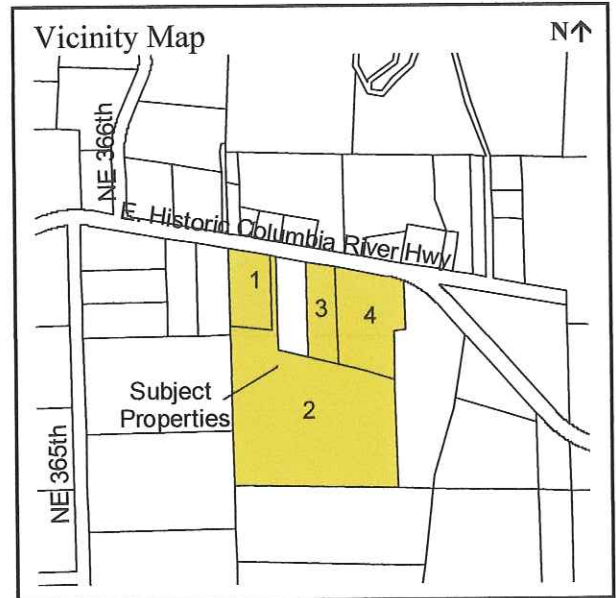 Vicinity Map
N↑
NE 366th
E. Historic Columbia River Hwy
1
3
4
Subject
Properties
2
NE 365th